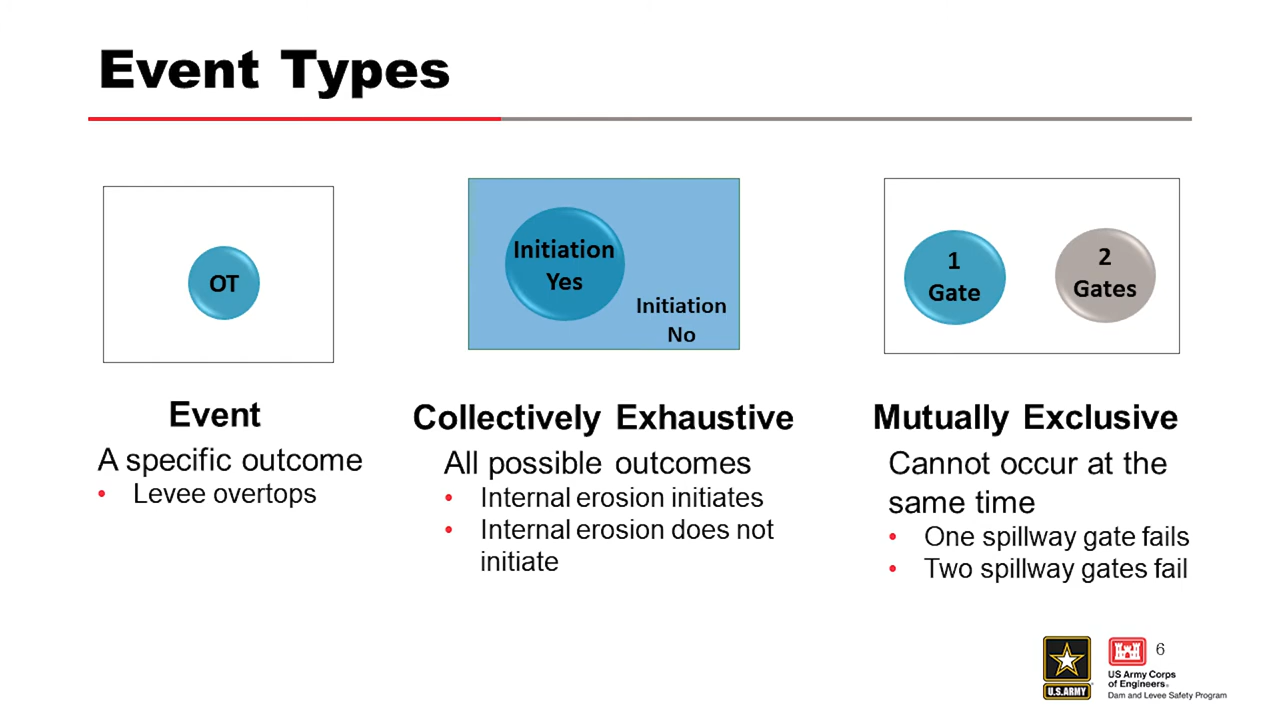 Event Types
OT
Initiation
Yes
Initiation
No
1
Gate
2
Gates
Event
A specific outcome
• Levee overtops
Collectively Exhaustive
All possible outcomes
• Internal erosion initiates
• Internal erosion does not
initiate
Mutually Exclusive
Cannot occur at the
same time
• One spillway gate fails
• Two spillway gates fail
U.S.ARMY
US Army Corps
of Engineers®
Dam and Levee Safety Program
6